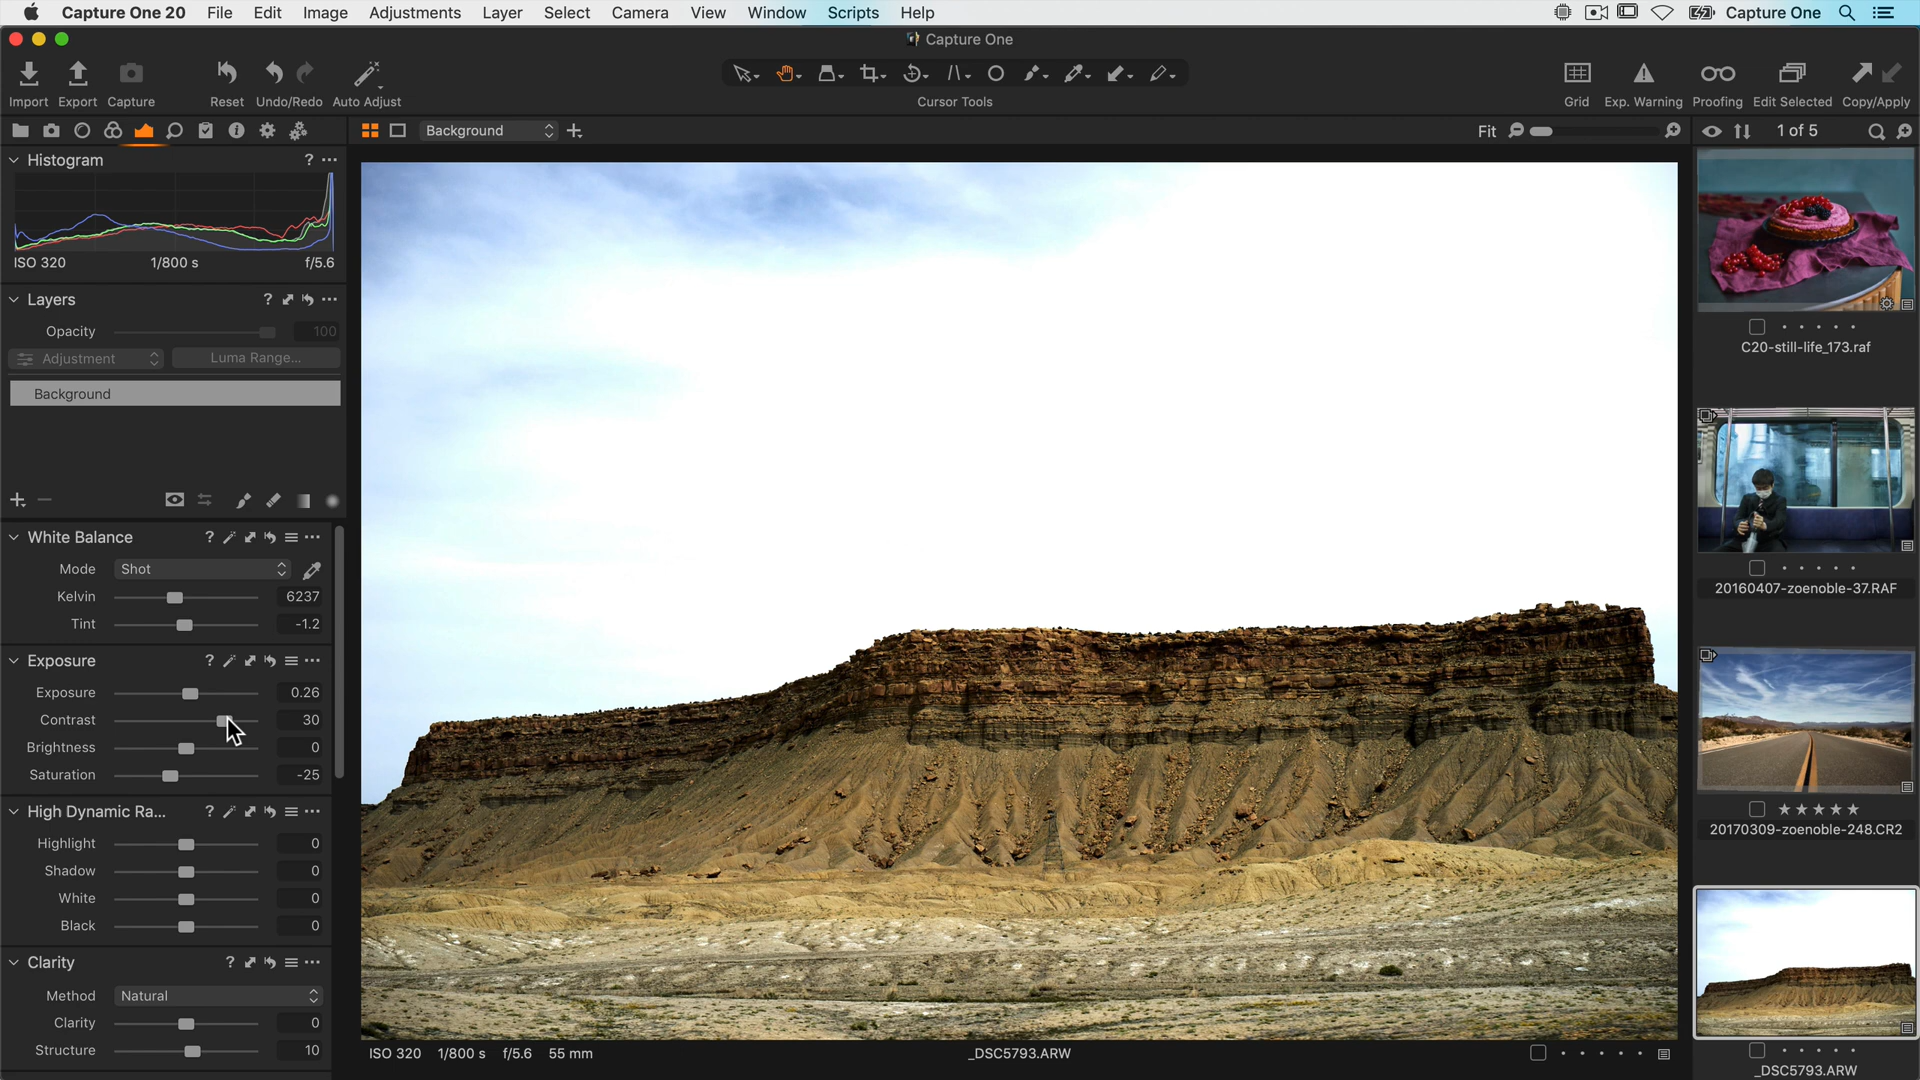 Capture One 20 File Edit Image Adjustments Layer Select Camera View Window Scripts Help Capture One
Capture One
Import Export Capture Reset Undo/Redo Auto Adjust Cursor Tools Grid Exp. Warning Proofing Edit Selected Copy/Apply
Background Fit 1 of 5
Histogram ?
ISO 320 1/800 s f/5.6
Layers ?
Opacity 100
Adjustment Luma Range...
Background
White Balance ?
Mode Shot
Kelvin 6237
Tint -1.2
Exposure ?
Exposure 0.26
Contrast 30
Brightness 0
Saturation -25
High Dynamic Ra... ?
Highlight 0
Shadow 0
White 0
Black 0
Clarity ?
Method Natural
Clarity 0
Structure 10
ISO 320 1/800 s f/5.6 55 mm _DSC5793.ARW
C20-still-life_173.raf
20160407-zoenoble-37.RAF
20170309-zoenoble-248.CR2
_DSC5793.ARW